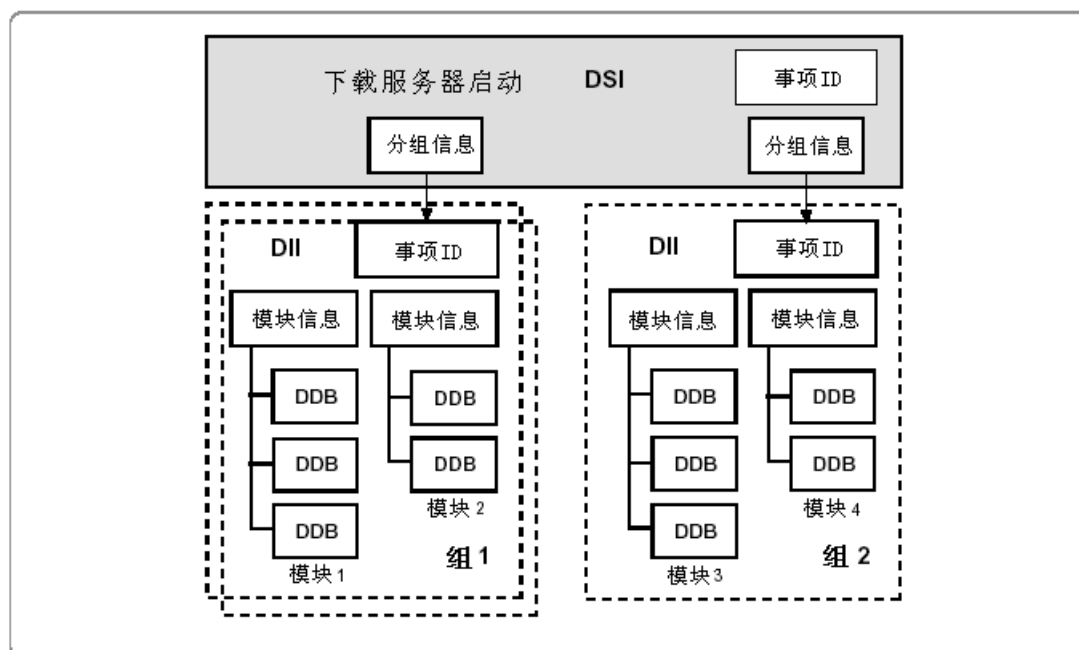 下载服务器启动 DSI 事项ID
分组信息 分组信息
DII 事项ID
模块信息 模块信息
DDB DDB
DDB DDB
模块2
DDB
组1
模块1
DII 事项ID
模块信息 模块信息
DDB DDB
DDB DDB
模块4
DDB
组2
模块3